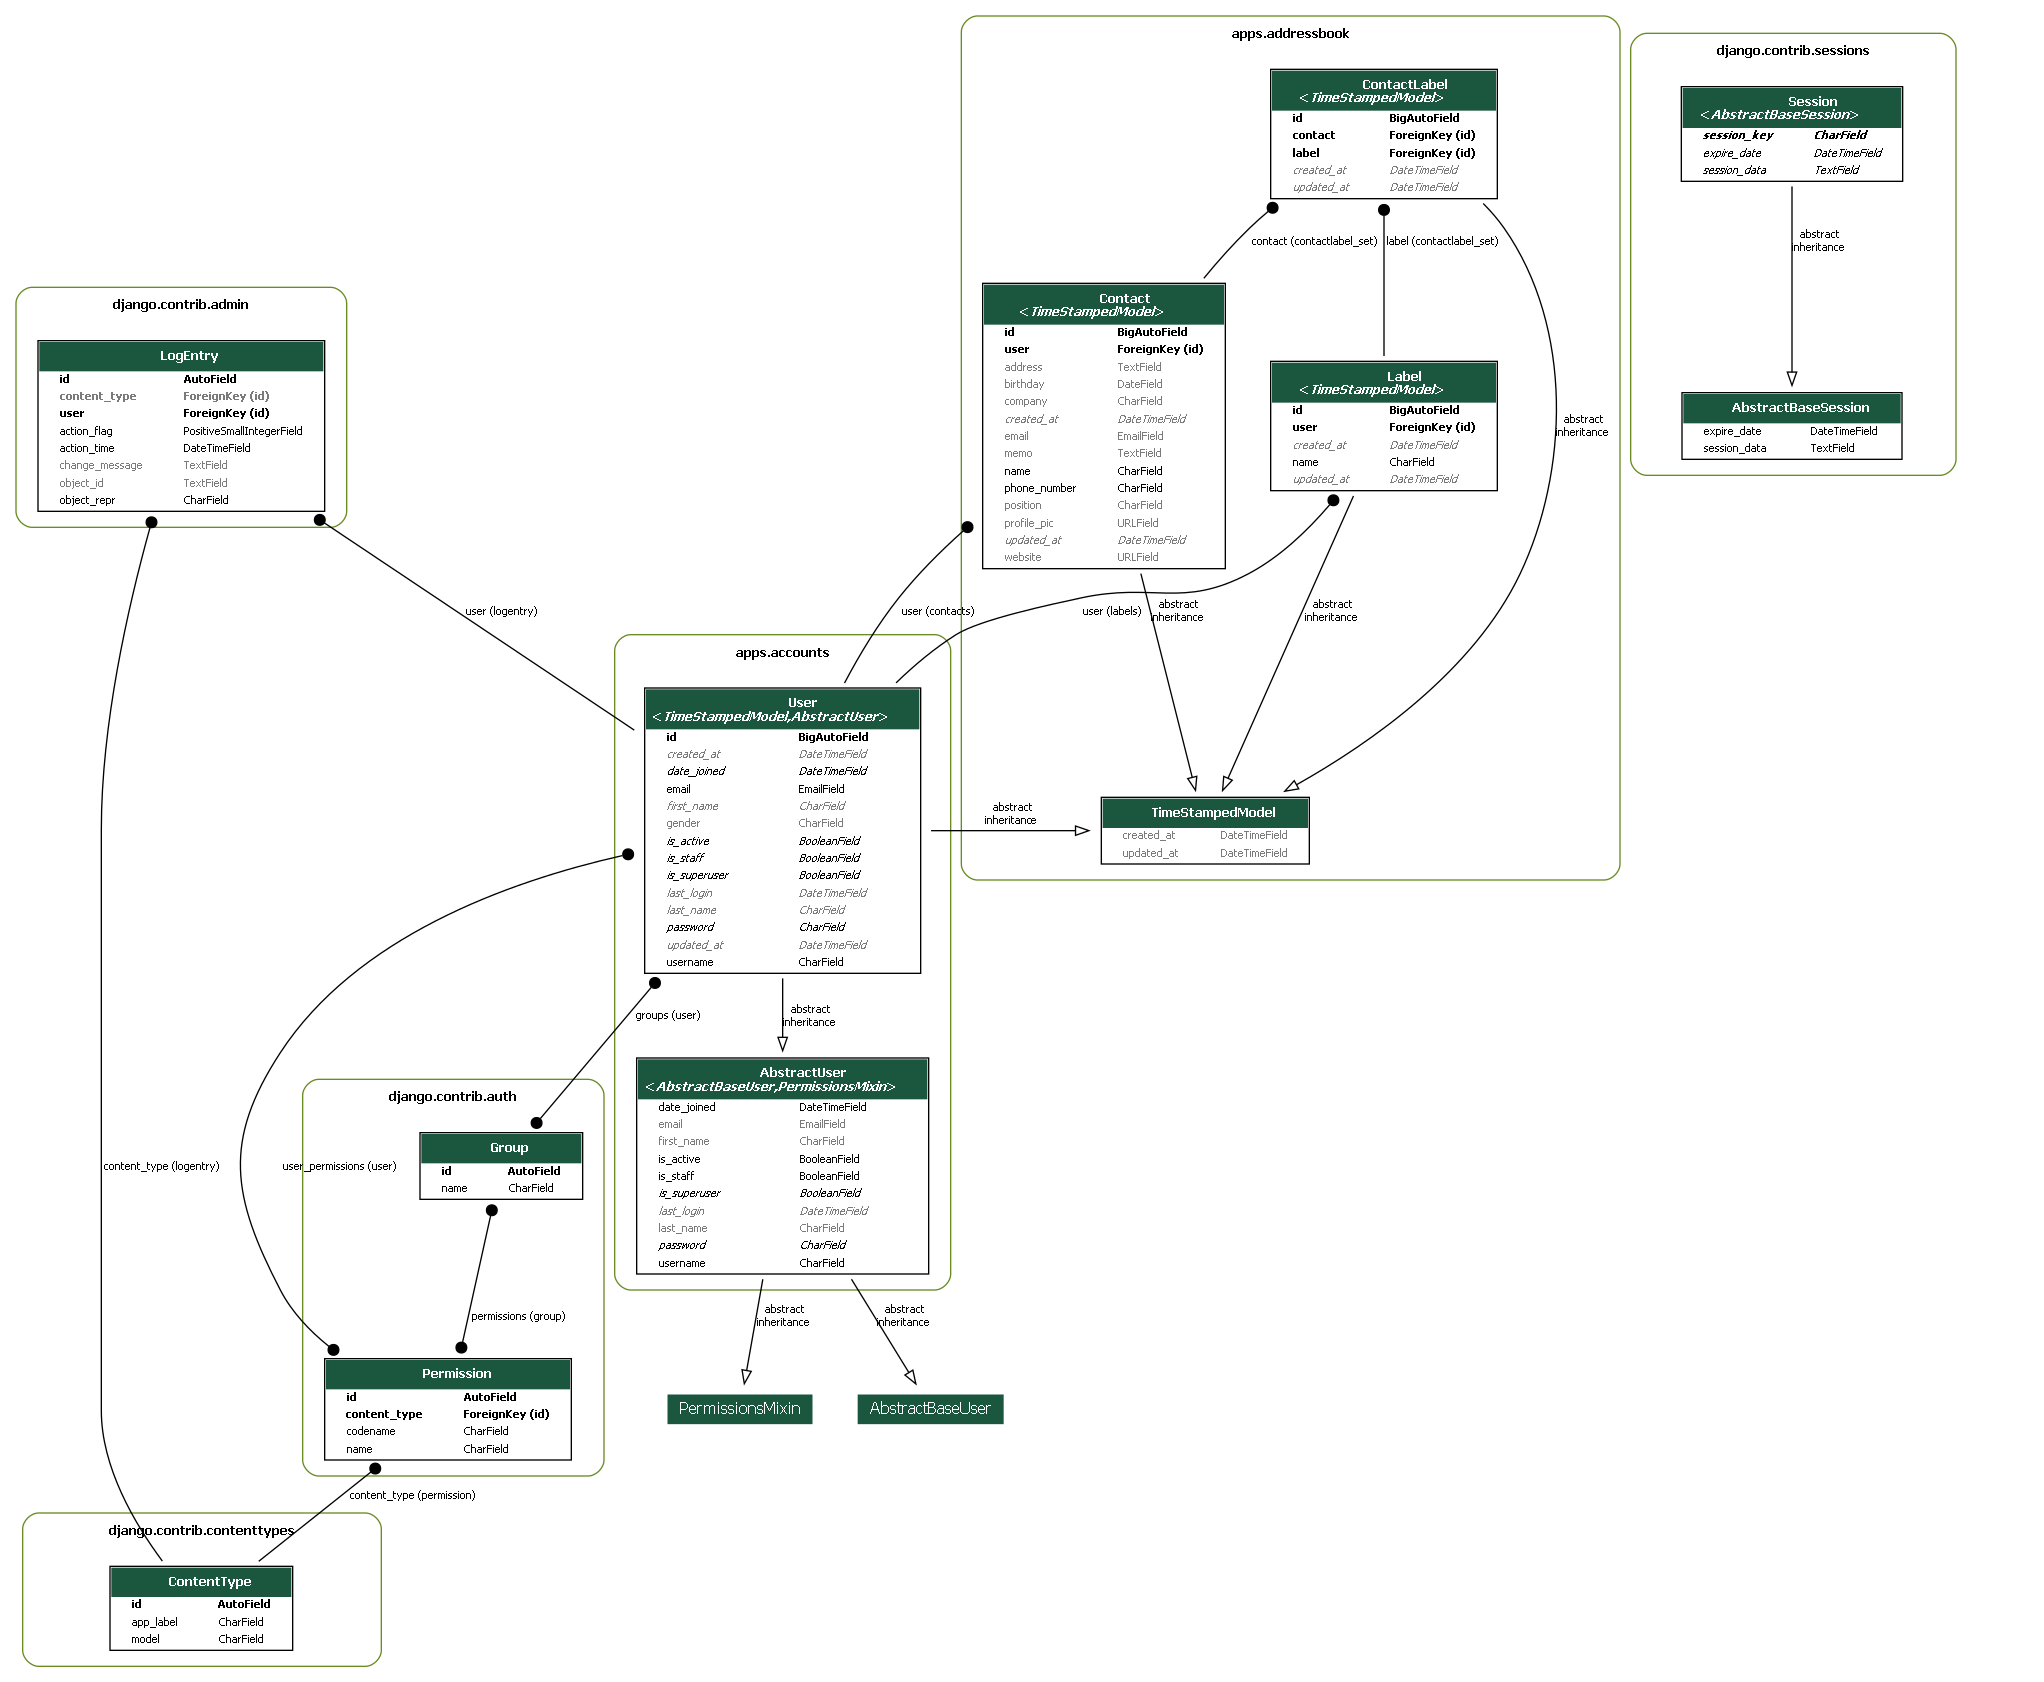 apps.addressbook
ContactLabel
<TimeStampedModel>
id BigAutoField
contact ForeignKey (id)
label ForeignKey (id)
created_at DateTimeField
updated_at DateTimeField
contact (contactlabel_set)
label (contactlabel_set)
Contact
<TimeStampedModel>
id BigAutoField
user ForeignKey (id)
address TextField
birthday DateField
company CharField
created_at DateTimeField
email EmailField
memo TextField
name CharField
phone_number CharField
position CharField
profile_pic URLField
updated_at DateTimeField
website URLField
Label
<TimeStampedModel>
id BigAutoField
user ForeignKey (id)
created_at DateTimeField
name CharField
updated_at DateTimeField
abstract
inheritance
user (contacts)
user (labels)
abstract
inheritance
abstract
inheritance
TimeStampedModel
created_at DateTimeField
updated_at DateTimeField
django.contrib.sessions
Session
<AbstractBaseSession>
session_key CharField
expire_date DateTimeField
session_data TextField
abstract
inheritance
AbstractBaseSession
expire_date DateTimeField
session_data TextField
django.contrib.admin
LogEntry
id AutoField
content_type ForeignKey (id)
user ForeignKey (id)
action_flag PositiveSmallIntegerField
action_time DateTimeField
change_message TextField
object_id TextField
object_repr CharField
user (logentry)
apps.accounts
User
<TimeStampedModel,AbstractUser>
id BigAutoField
created_at DateTimeField
date_joined DateTimeField
email EmailField
first_name CharField
gender CharField
is_active BooleanField
is_staff BooleanField
is_superuser BooleanField
last_login DateTimeField
last_name CharField
password CharField
updated_at DateTimeField
username CharField
abstract
inheritance
groups (user)
abstract
inheritance
AbstractUser
<AbstractBaseUser,PermissionsMixin>
date_joined DateTimeField
email EmailField
first_name CharField
is_active BooleanField
is_staff BooleanField
is_superuser BooleanField
last_login DateTimeField
last_name CharField
password CharField
username CharField
abstract
inheritance
abstract
inheritance
PermissionsMixin
AbstractBaseUser
django.contrib.auth
Group
id AutoField
name CharField
content_type (logentry)
user_permissions (user)
permissions (group)
Permission
id AutoField
content_type ForeignKey (id)
codename CharField
name CharField
content_type (permission)
django.contrib.contenttypes
ContentType
id AutoField
app_label CharField
model CharField